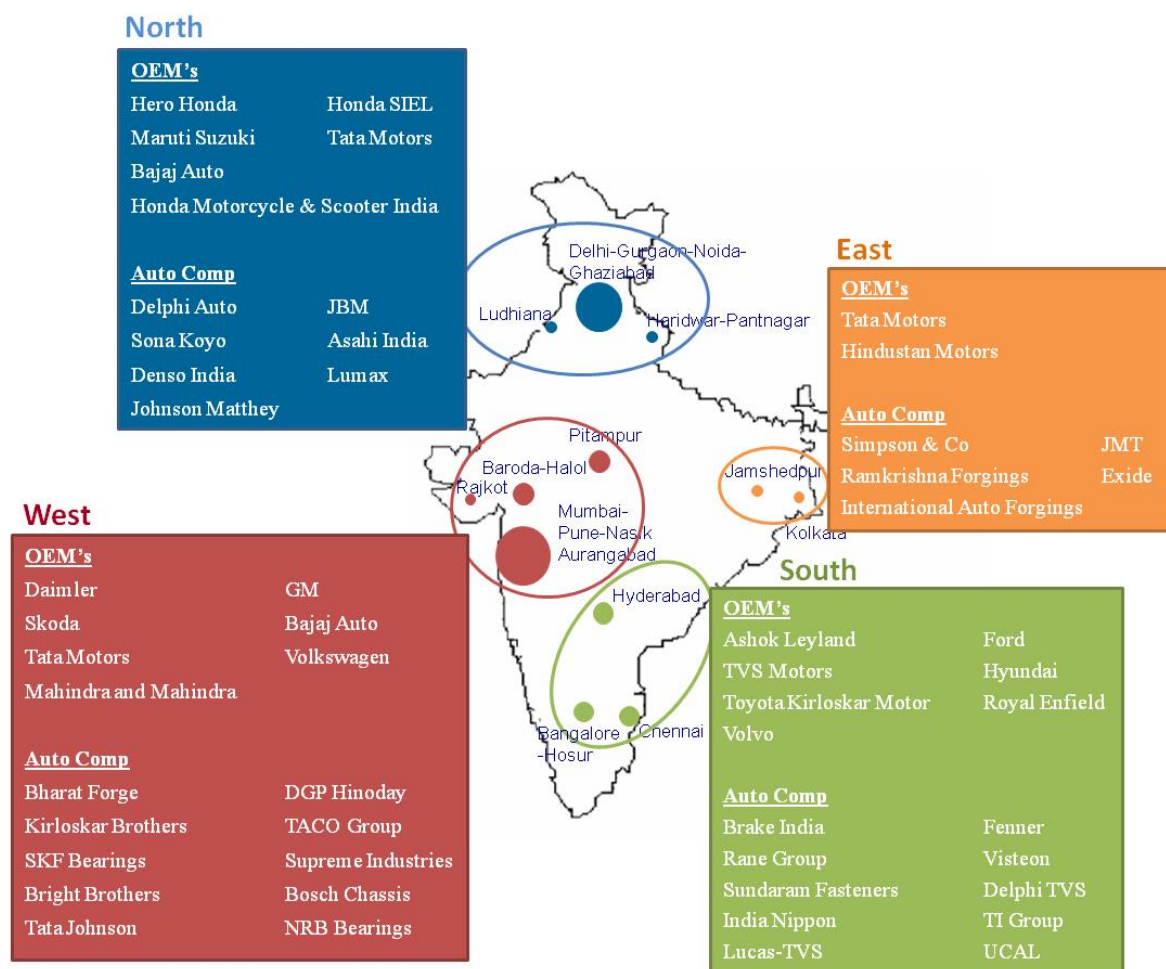 North
OEM's
Hero Honda Honda SIEL
Maruti Suzuki Tata Motors
Bajaj Auto
Honda Motorcycle & Scooter India
Auto Comp
Delphi Auto JBM
Sona Koyo Asahi India
Denso India Lumax
Johnson Matthey
Delhi-Gurgaon-Noida-
Ghaziabad
Ludhiana
Haridwar-Pantnagar
East
OEM's
Tata Motors
Hindustan Motors
Auto Comp
Simpson & Co JMT
Ramkrishna Forgings Exide
International Auto Forgings
Pitampur
Baroda-Halol
Rajkot
Mumbai-
Pune-Nasik
Aurangabad
Jamshedpur
Kolkata
West
OEM's
Daimler GM
Skoda Bajaj Auto
Tata Motors Volkswagen
Mahindra and Mahindra
Auto Comp
Bharat Forge DGP Hinoday
Kirloskar Brothers TACO Group
SKF Bearings Supreme Industries
Bright Brothers Bosch Chassis
Tata Johnson NRB Bearings
Hyderabad
Bangalore
-Hosur
Chennai
South
OEM's
Ashok Leyland Ford
TVS Motors Hyundai
Toyota Kirloskar Motor Royal Enfield
Volvo
Auto Comp
Brake India Fenner
Rane Group Visteon
Sundaram Fasteners Delphi TVS
India Nippon TI Group
Lucas-TVS UCAL